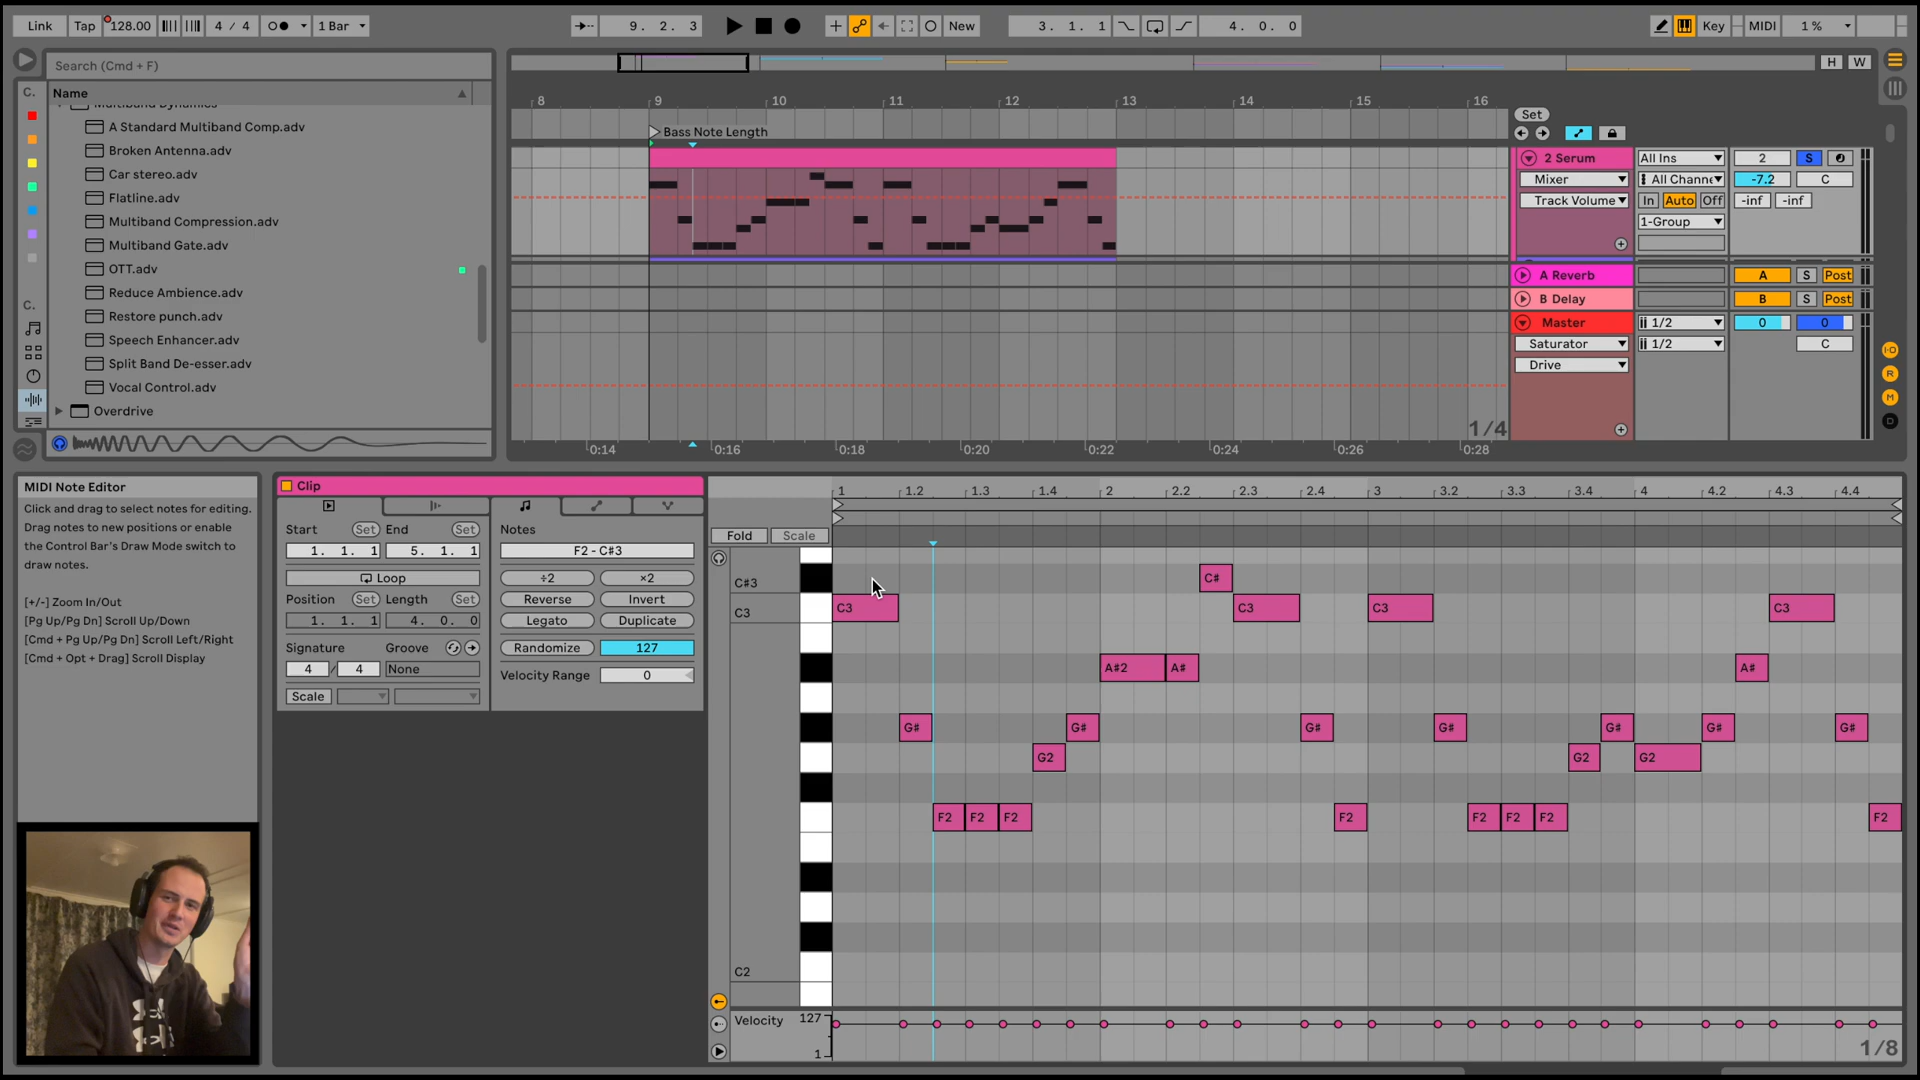 Link Tap 128.00 4 / 4 1 Bar 9. 2. 3 New 3. 1. 1 4. 0. 0 Key MIDI 1 %
Search (Cmd + F)
H W
C. Name
Multiband Dynamics
A Standard Multiband Comp.adv
Broken Antenna.adv
Car stereo.adv
Flatline.adv
Multiband Compression.adv
Multiband Gate.adv
OTT.adv
Reduce Ambience.adv
C.
Restore punch.adv
Speech Enhancer.adv
Split Band De-esser.adv
Vocal Control.adv
Overdrive
8 9 10 11 12 13 14 15 16
Set
Bass Note Length
2 Serum All Ins 2 S
Mixer All Channe -7.2 C
Track Volume In Auto Off -inf -inf
1-Group
A Reverb A S Post
B Delay B S Post
Master 1/2 0 0
Saturator 1/2 C
Drive
I-O
R
M
D
1/4
0:14 0:16 0:18 0:20 0:22 0:24 0:26 0:28
MIDI Note Editor
Click and drag to select notes for editing.
Drag notes to new positions or enable
the Control Bar's Draw Mode switch to
draw notes.
[+/-] Zoom In/Out
[Pg Up/Pg Dn] Scroll Up/Down
[Cmd + Pg Up/Pg Dn] Scroll Left/Right
[Cmd + Opt + Drag] Scroll Display
Clip
Start Set End Set Notes
1. 1. 1 5. 1. 1 F2 - C#3
Loop ÷2 ×2
Position Set Length Set Reverse Invert
1. 1. 1 4. 0. 0 Legato Duplicate
Signature Groove Randomize 127
4 / 4 None Velocity Range 0
Scale
1 1.2 1.3 1.4 2 2.2 2.3 2.4 3 3.2 3.3 3.4 4 4.2 4.3 4.4
Fold Scale
C#3 C#
C3 C3 C3 C3 C3
A#2 A# A#
G# G# G# G# G# G# G#
G2 G2 G2
F2 F2 F2 F2 F2 F2 F2 F2
C2
Velocity 127
1
1/8